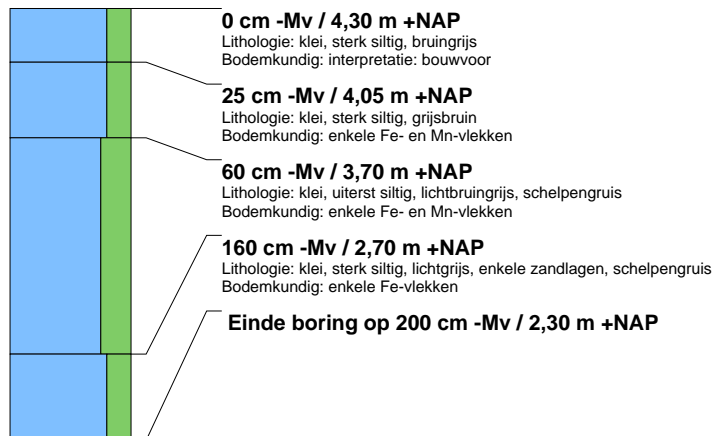 0 cm -Mv / 4,30 m +NAP
Lithologie: klei, sterk siltig, bruingrijs
Bodemkundig: interpretatie: bouwvoor
25 cm -Mv / 4,05 m +NAP
Lithologie: klei, sterk siltig, grijsbruin
Bodemkundig: enkele Fe- en Mn-vlekken
60 cm -Mv / 3,70 m +NAP
Lithologie: klei, uiterst siltig, lichtbruingrijs, schelpengruis
Bodemkundig: enkele Fe- en Mn-vlekken
160 cm -Mv / 2,70 m +NAP
Lithologie: klei, sterk siltig, lichtgrijs, enkele zandlagen, schelpengruis
Bodemkundig: enkele Fe-vlekken
Einde boring op 200 cm -Mv / 2,30 m +NAP